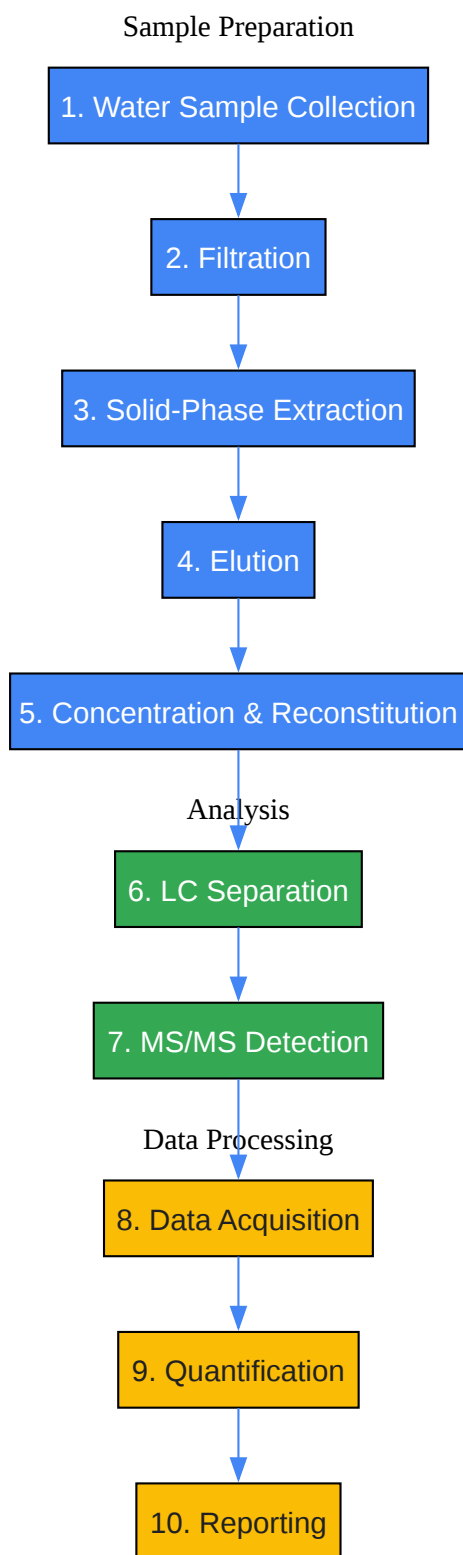 Sample Preparation
1. Water Sample Collection
2. Filtration
3. Solid-Phase Extraction
4. Elution
5. Concentration & Reconstitution
Analysis
6. LC Separation
7. MS/MS Detection
Data Processing
8. Data Acquisition
9. Quantification
10. Reporting